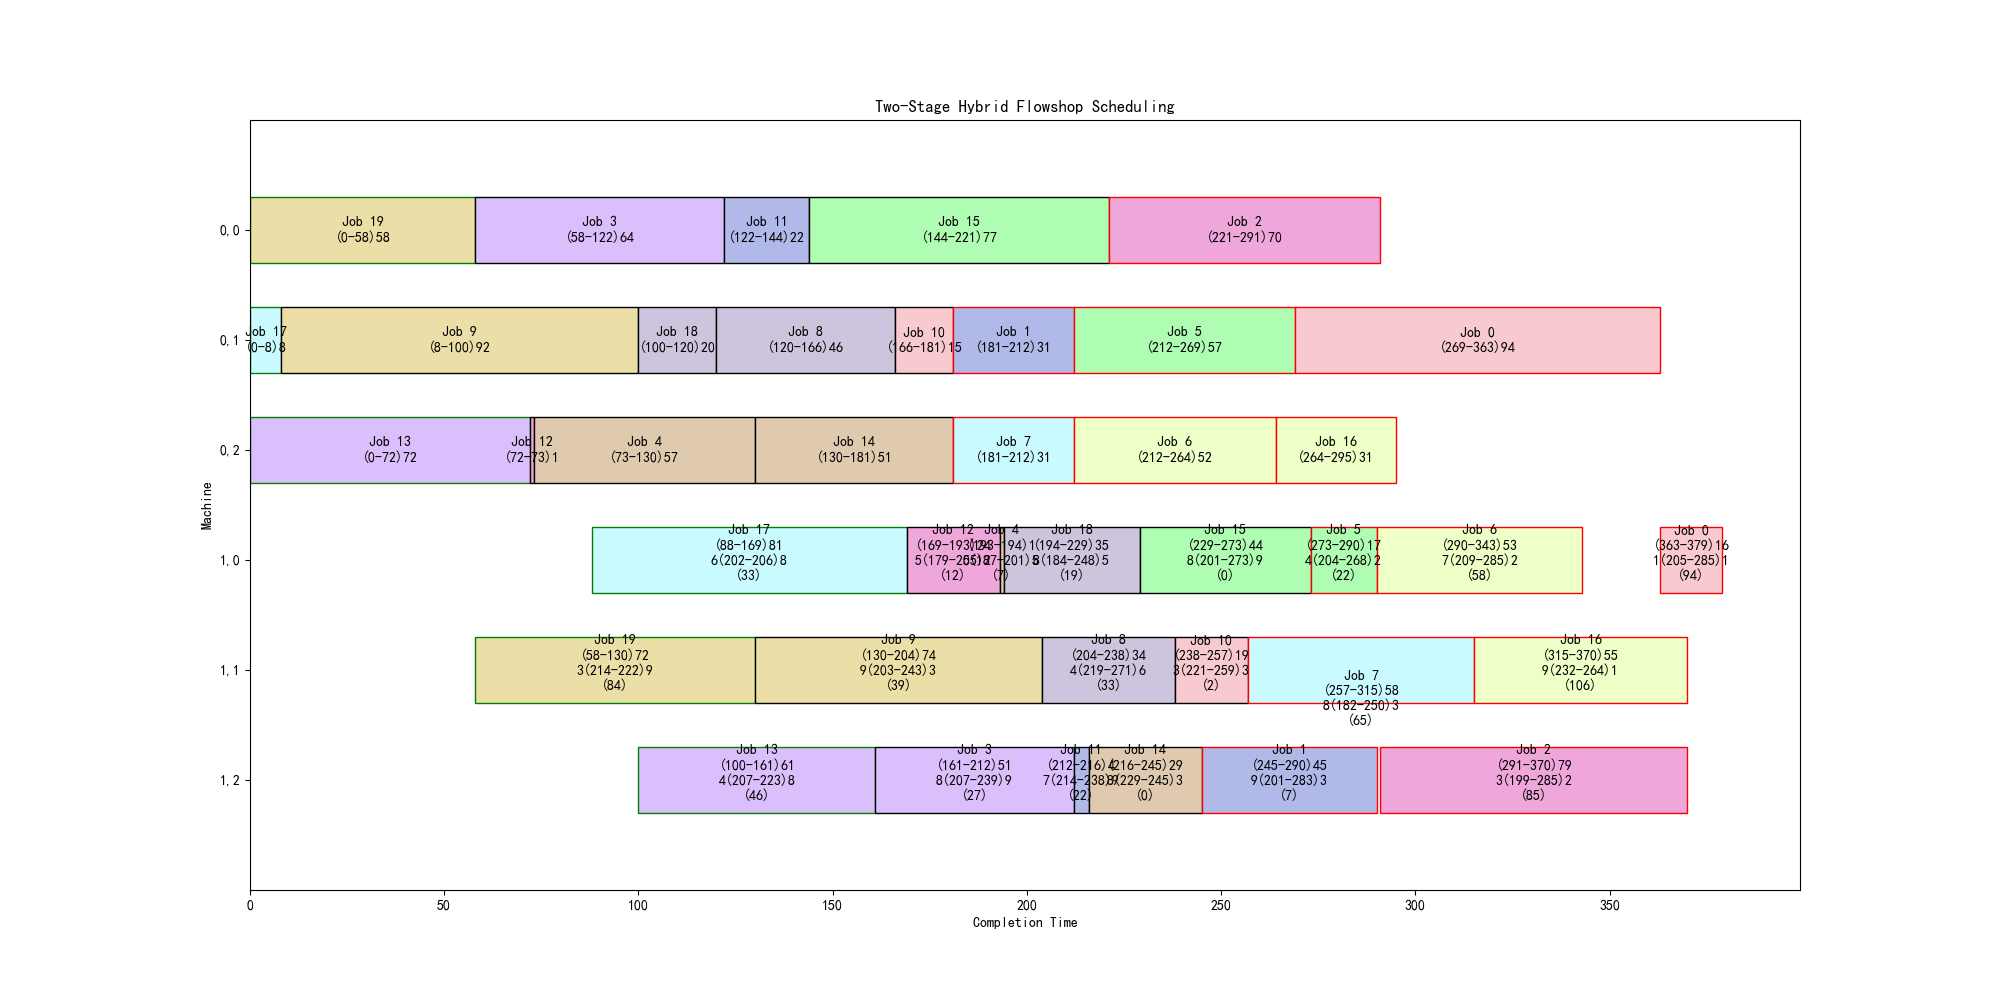 Two-Stage Hybrid Flowshop Scheduling
Machine
0,0
Job 19
(0-58)58
Job 3
(58-122)64
Job 11
(122-144)22
Job 15
(144-221)77
Job 2
(221-291)70
0,1
Job 17
(0-8)8
Job 9
(8-100)92
Job 18
(100-120)20
Job 8
(120-166)46
Job 10
(166-181)15
Job 1
(181-212)31
Job 5
(212-269)57
Job 0
(269-363)94
0,2
Job 13
(0-72)72
Job 12
(72-73)1
Job 4
(73-130)57
Job 14
(130-181)51
Job 7
(181-212)31
Job 6
(212-264)52
Job 16
(264-295)31
1,0
Job 17
(88-169)81
6(202-206)8
(33)
Job 12
(169-193)24
(12)
Job 4
(193-194)1
(7)
Job 18
(194-229)35
(184-248)5
(19)
Job 15
(229-273)44
8(201-273)9
(0)
Job 5
(273-290)17
4(204-268)2
(22)
Job 6
(290-343)53
7(209-285)2
(58)
Job 0
(363-379)16
1(205-285)1
(94)
1,1
Job 19
(58-130)72
3(214-222)9
(84)
Job 9
(130-204)74
9(203-243)3
(39)
Job 8
(204-238)34
4(219-271)6
(33)
Job 10
(238-257)19
3(221-259)3
(2)
Job 7
(257-315)58
8(182-250)3
(65)
Job 16
(315-370)55
9(232-264)1
(106)
1,2
Job 13
(100-161)61
4(207-223)8
(46)
Job 3
(161-212)51
8(207-239)9
(27)
Job 11
(212-216)4
7(214-238)
(22)
Job 14
(216-245)29
(229-245)3
(0)
Job 1
(245-290)45
9(201-283)3
(7)
Job 2
(291-370)79
3(199-285)2
(85)
0
50
100
150
200
250
300
350
Completion Time